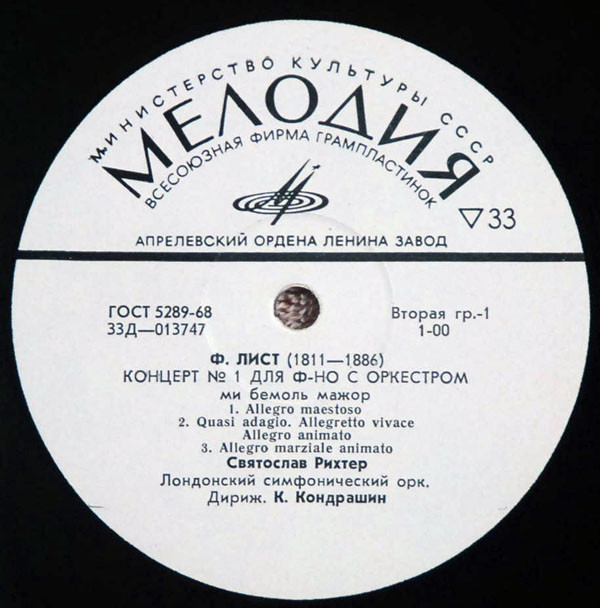 МИНИСТЕРСТВО КУЛЬТУРЫ СССР
МЕЛОДИЯ
ВСЕСОЮЗНАЯ ФИРМА ГРАМПЛАСТИНОК
33
АПРЕЛЕВСКИЙ ОРДЕНА ЛЕНИНА ЗАВОД
ГОСТ 5289-68
Вторая гр.-1
33Д—013747
1-00
Ф. ЛИСТ (1811—1886)
КОНЦЕРТ № 1 ДЛЯ Ф-НО С ОРКЕСТРОМ
ми бемоль мажор
1. Allegro maestoso
2. Quasi adagio. Allegretto vivace
Allegro animato
3. Allegro marziale animato
Святослав Рихтер
Лондонский симфонический орк.
Дириж. К. Кондрашин